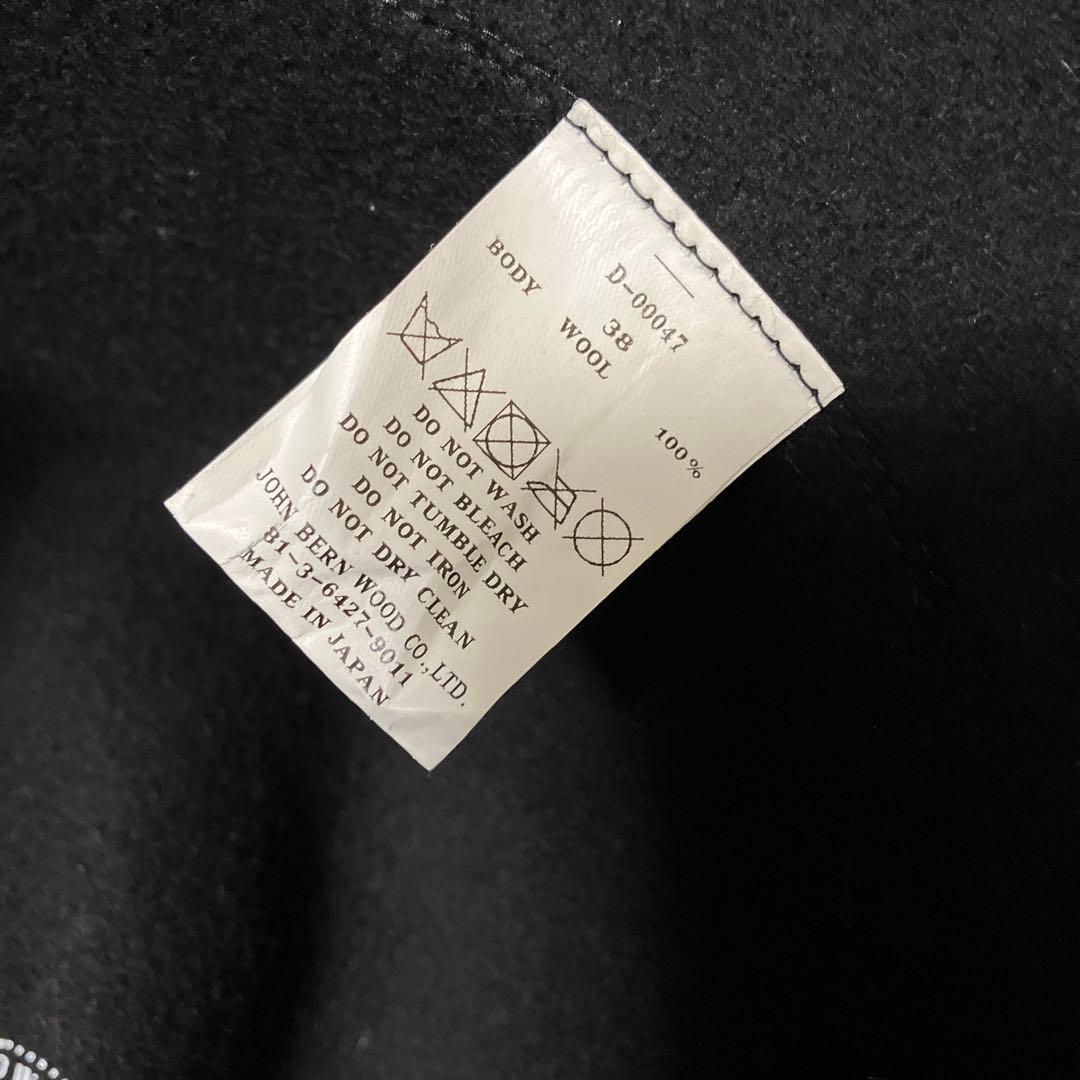 D-00047
38
BODY WOOL 100%
DO NOT WASH
DO NOT BLEACH
DO NOT TUMBLE DRY
DO NOT IRON
DO NOT DRY CLEAN
JOHN BERN WOOD CO.,LTD.
81-3-6427-9011
MADE IN JAPAN